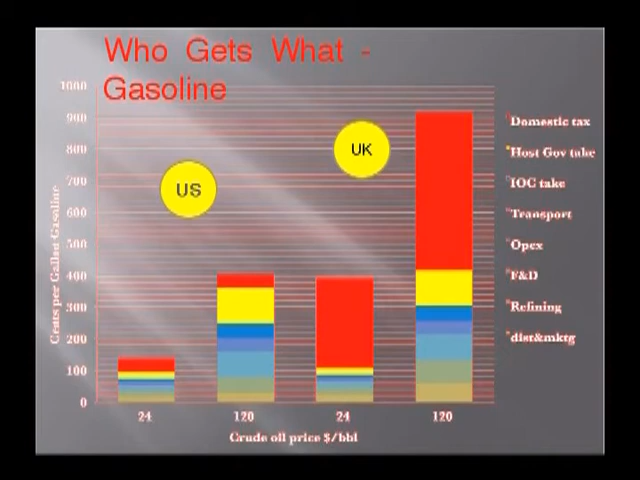 Who Gets What -
Gasoline
1000
900
800
700
600
500
400
300
200
100
0
Cents per Gallon Gasoline
US
UK
24
120
24
120
Crude oil price $/bbl
Domestic tax
Host Gov take
IOC take
Transport
Opex
F&D
Refining
dist&mktg